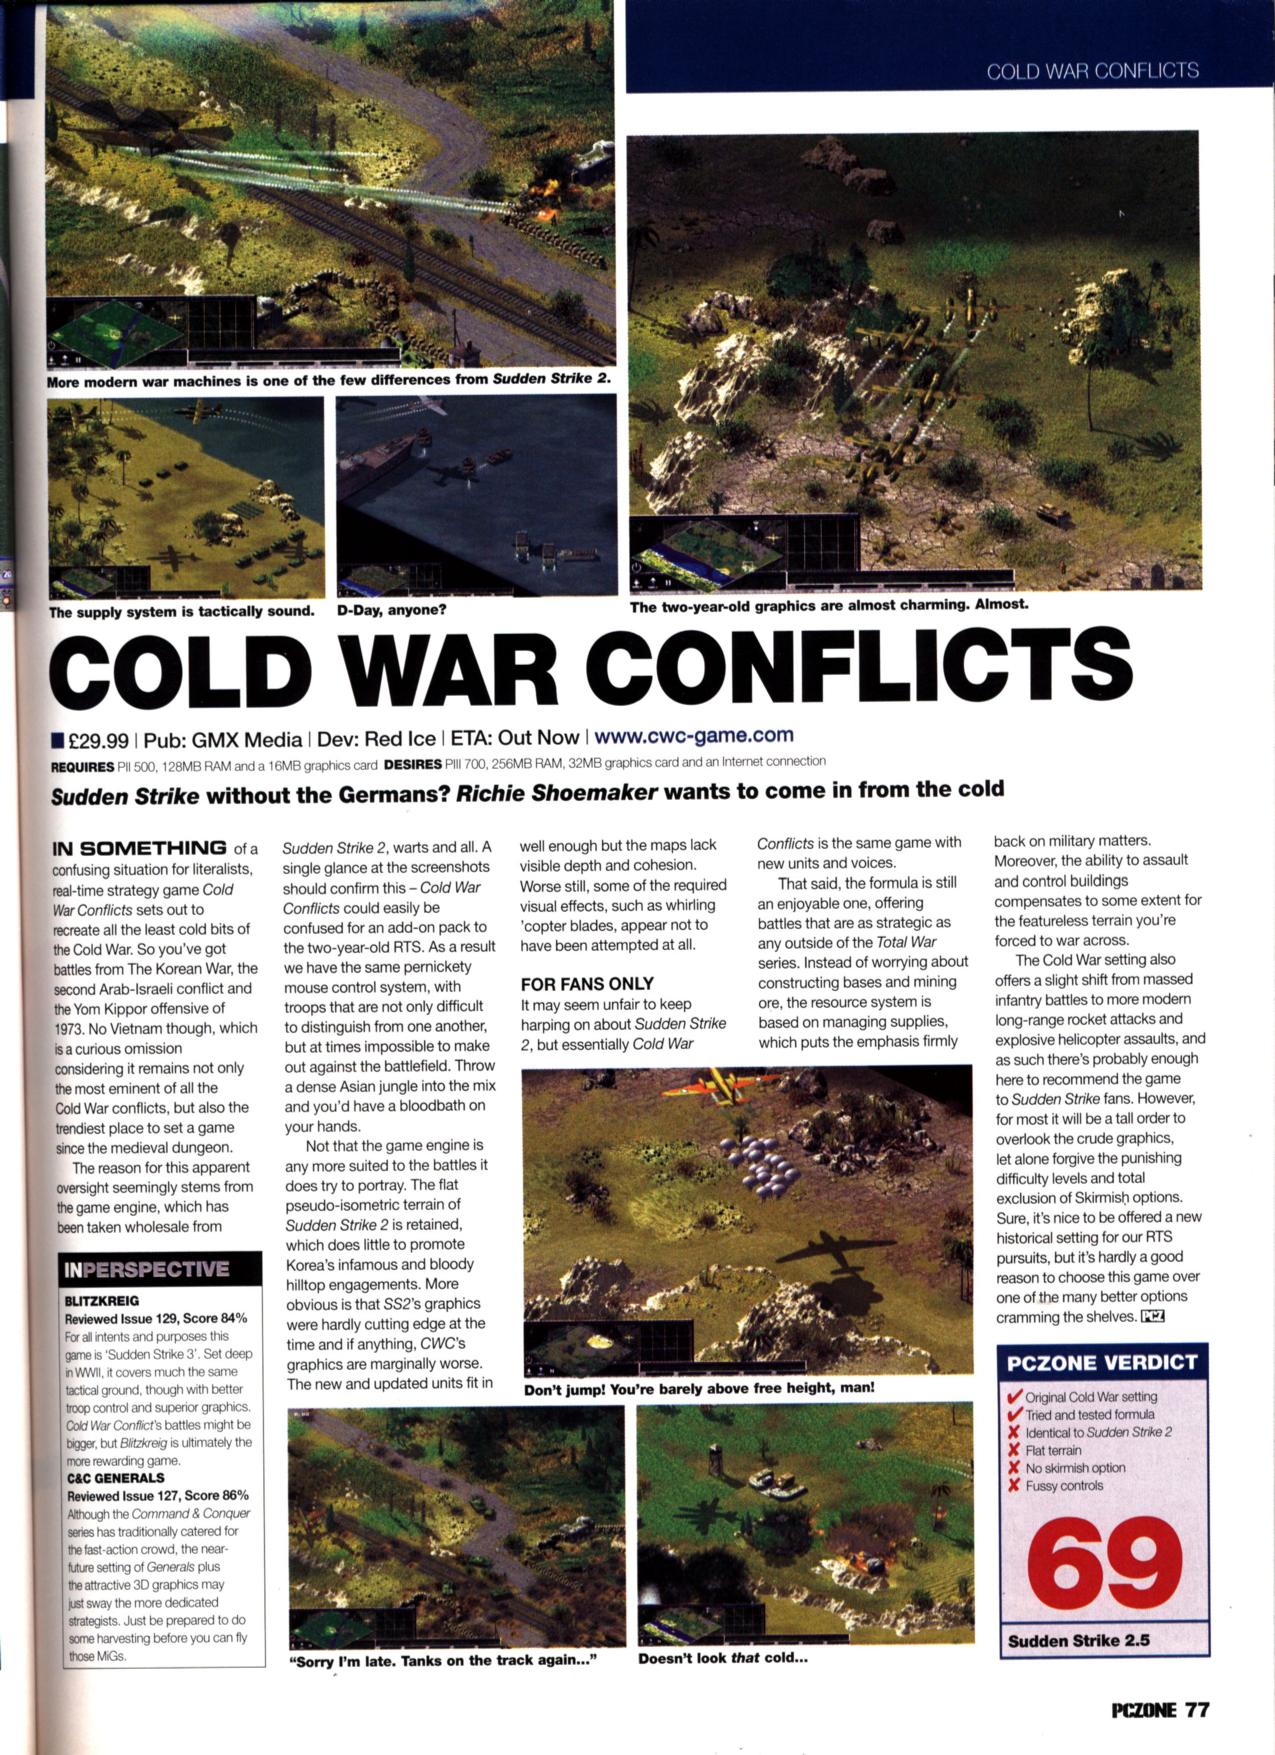 COLD WAR CONFLICTS
More modern war machines is one of the few differences from Sudden Strike 2.
The supply system is tactically sound.
D-Day, anyone?
The two-year-old graphics are almost charming. Almost.
COLD WAR CONFLICTS
£29.99 | Pub: GMX Media | Dev: Red Ice | ETA: Out Now | www.cwc-game.com
REQUIRES PII 500, 128MB RAM and a 16MB graphics card DESIRES PIII 700, 256MB RAM, 32MB graphics card and an Internet connection
Sudden Strike without the Germans? Richie Shoemaker wants to come in from the cold
IN SOMETHING of a
confusing situation for literalists,
real-time strategy game Cold
War Conflicts sets out to
recreate all the least cold bits of
the Cold War. So you've got
battles from The Korean War, the
second Arab-Israeli conflict and
the Yom Kippor offensive of
1973. No Vietnam though, which
is a curious omission
considering it remains not only
the most eminent of all the
Cold War conflicts, but also the
trendiest place to set a game
since the medieval dungeon.
The reason for this apparent
oversight seemingly stems from
the game engine, which has
been taken wholesale from
Sudden Strike 2, warts and all. A
single glance at the screenshots
should confirm this – Cold War
Conflicts could easily be
confused for an add-on pack to
the two-year-old RTS. As a result
we have the same pernickety
mouse control system, with
troops that are not only difficult
to distinguish from one another,
but at times impossible to make
out against the battlefield. Throw
a dense Asian jungle into the mix
and you'd have a bloodbath on
your hands.
Not that the game engine is
any more suited to the battles it
does try to portray. The flat
pseudo-isometric terrain of
Sudden Strike 2 is retained,
which does little to promote
Korea's infamous and bloody
hilltop engagements. More
obvious is that SS2's graphics
were hardly cutting edge at the
time and if anything, CWC's
graphics are marginally worse.
The new and updated units fit in
well enough but the maps lack
visible depth and cohesion.
Worse still, some of the required
visual effects, such as whirling
'copter blades, appear not to
have been attempted at all.
FOR FANS ONLY
It may seem unfair to keep
harping on about Sudden Strike
2, but essentially Cold War
Conflicts is the same game with
new units and voices.
That said, the formula is still
an enjoyable one, offering
battles that are as strategic as
any outside of the Total War
series. Instead of worrying about
constructing bases and mining
ore, the resource system is
based on managing supplies,
which puts the emphasis firmly
back on military matters.
Moreover, the ability to assault
and control buildings
compensates to some extent for
the featureless terrain you're
forced to war across.
The Cold War setting also
offers a slight shift from massed
infantry battles to more modern
long-range rocket attacks and
explosive helicopter assaults, and
as such there's probably enough
here to recommend the game
to Sudden Strike fans. However,
for most it will be a tall order to
overlook the crude graphics,
let alone forgive the punishing
difficulty levels and total
exclusion of Skirmish options.
Sure, it's nice to be offered a new
historical setting for our RTS
pursuits, but it's hardly a good
reason to choose this game over
one of the many better options
cramming the shelves. PCZ
INPERSPECTIVE
BLITZKREIG
Reviewed Issue 129, Score 84%
For all intents and purposes this
game is 'Sudden Strike 3'. Set deep
in WWII, it covers much the same
tactical ground, though with better
troop control and superior graphics.
Cold War Conflict's battles might be
bigger, but Blitzkreig is ultimately the
more rewarding game.
C&C GENERALS
Reviewed Issue 127, Score 86%
Although the Command & Conquer
series has traditionally catered for
the fast-action crowd, the near-
future setting of Generals plus
the attractive 3D graphics may
just sway the more dedicated
strategists. Just be prepared to do
some harvesting before you can fly
those MiGs.
Don't jump! You're barely above free height, man!
"Sorry I'm late. Tanks on the track again..."
Doesn't look that cold...
PCZONE VERDICT
✓ Original Cold War setting
✓ Tried and tested formula
✗ Identical to Sudden Strike 2
✗ Flat terrain
✗ No skirmish option
✗ Fussy controls
69
Sudden Strike 2.5
PCZONE 77